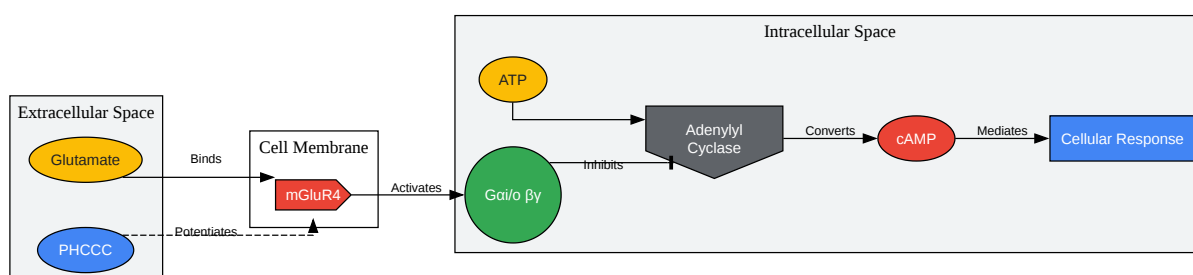 Extracellular Space
Glutamate
PHCCC
Binds
Potentiates
Cell Membrane
mGluR4
Activates
Intracellular Space
ATP
Gαi/o βγ
Inhibits
Adenylyl
Cyclase
Converts
cAMP
Mediates
Cellular Response